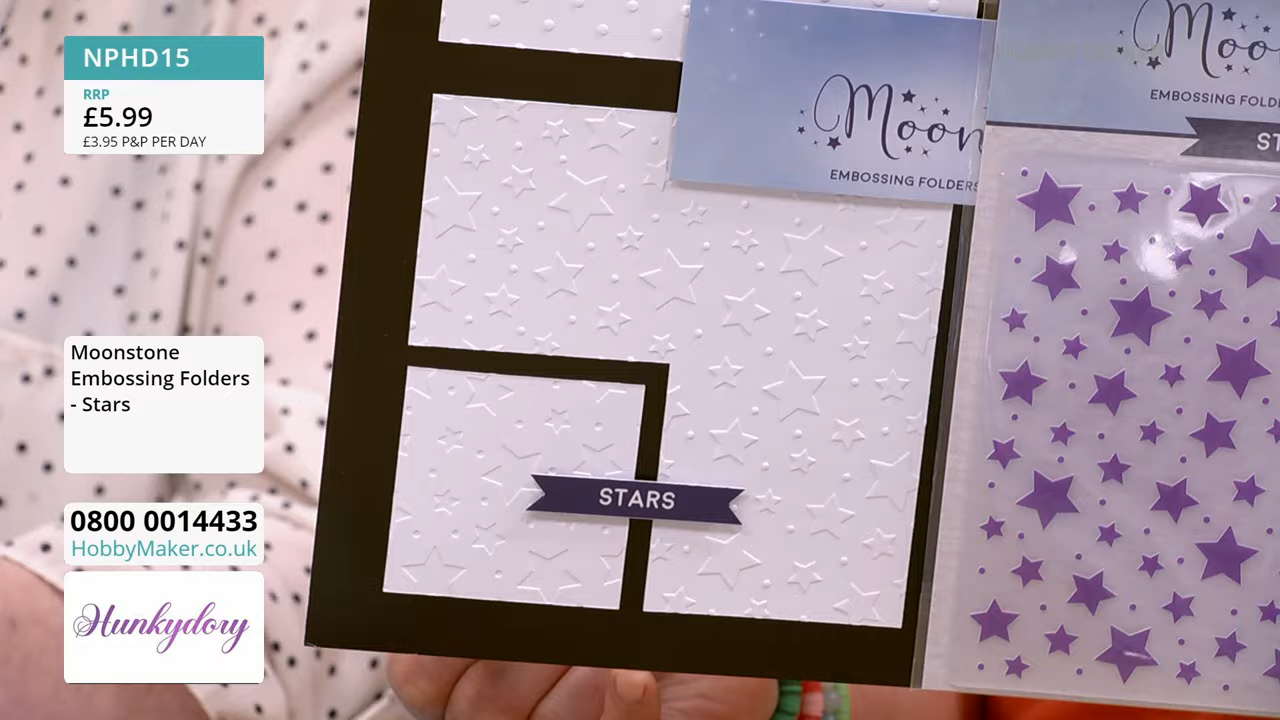 NPHD15
RRP
£5.99
£3.95 P&P PER DAY
Moonstone
Embossing Folders
- Stars
0800 0014433
HobbyMaker.co.uk
Hunkydory
Moon
EMBOSSING FOLDERS
Moo
EMBOSSING FOLDE
ST
STARS